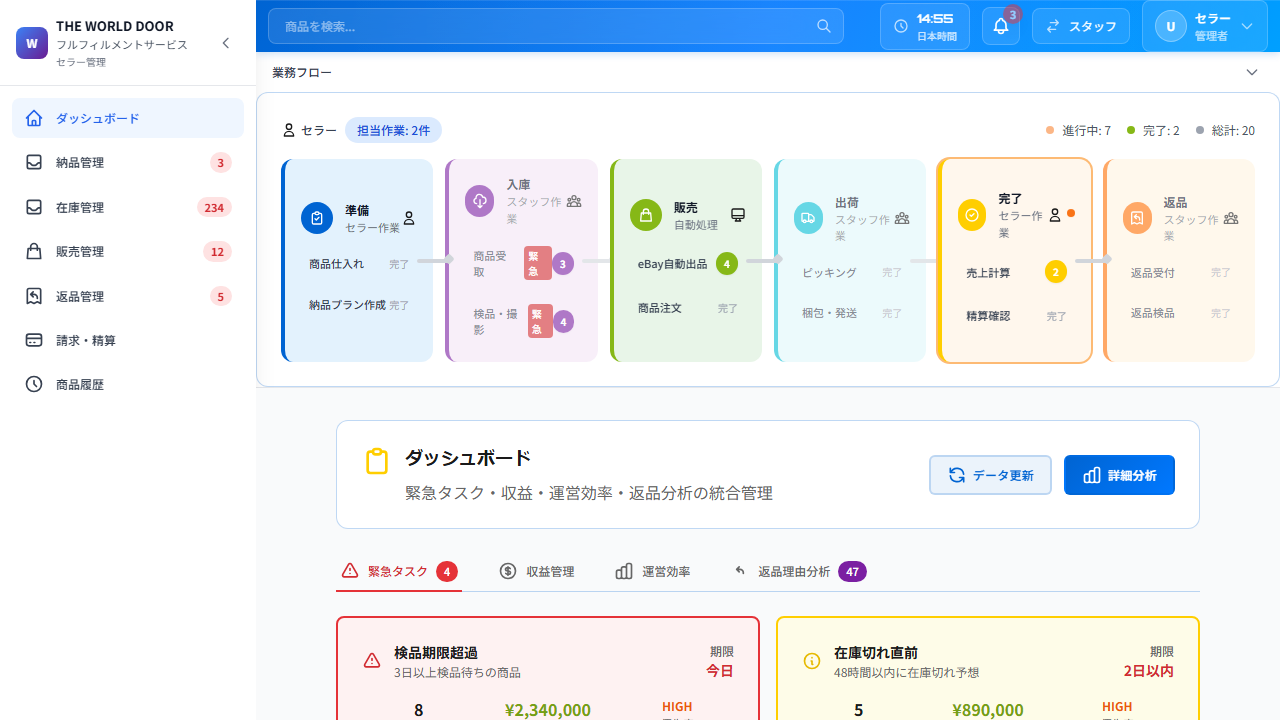 W
THE WORLD DOOR
フルフィルメントサービス
セラー管理
商品を検索...
14:55
日本時間
3
スタッフ
U
セラー
管理者
ダッシュボード
納品管理
3
在庫管理
234
販売管理
12
返品管理
5
請求・精算
商品履歴
業務フロー
セラー
担当作業: 2件
進行中: 7
完了: 2
総計: 20
準備
セラー作業
商品仕入れ
完了
納品プラン作成
完了
入庫
スタッフ作
業
商品受
取
緊
急
3
検品・撮
影
緊
急
4
販売
自動処理
eBay自動出品
4
商品注文
完了
出荷
スタッフ作
業
ピッキング
完了
梱包・発送
完了
完了
セラー作
業
売上計算
2
精算確認
完了
返品
スタッフ作
業
返品受付
完了
返品検品
完了
ダッシュボード
緊急タスク・収益・運営効率・返品分析の統合管理
データ更新
詳細分析
緊急タスク
4
収益管理
運営効率
返品理由分析
47
検品期限超過
3日以上検品待ちの商品
期限
今日
8
¥2,340,000
HIGH
在庫切れ直前
48時間以内に在庫切れ予想
期限
2日以内
5
¥890,000
HIGH